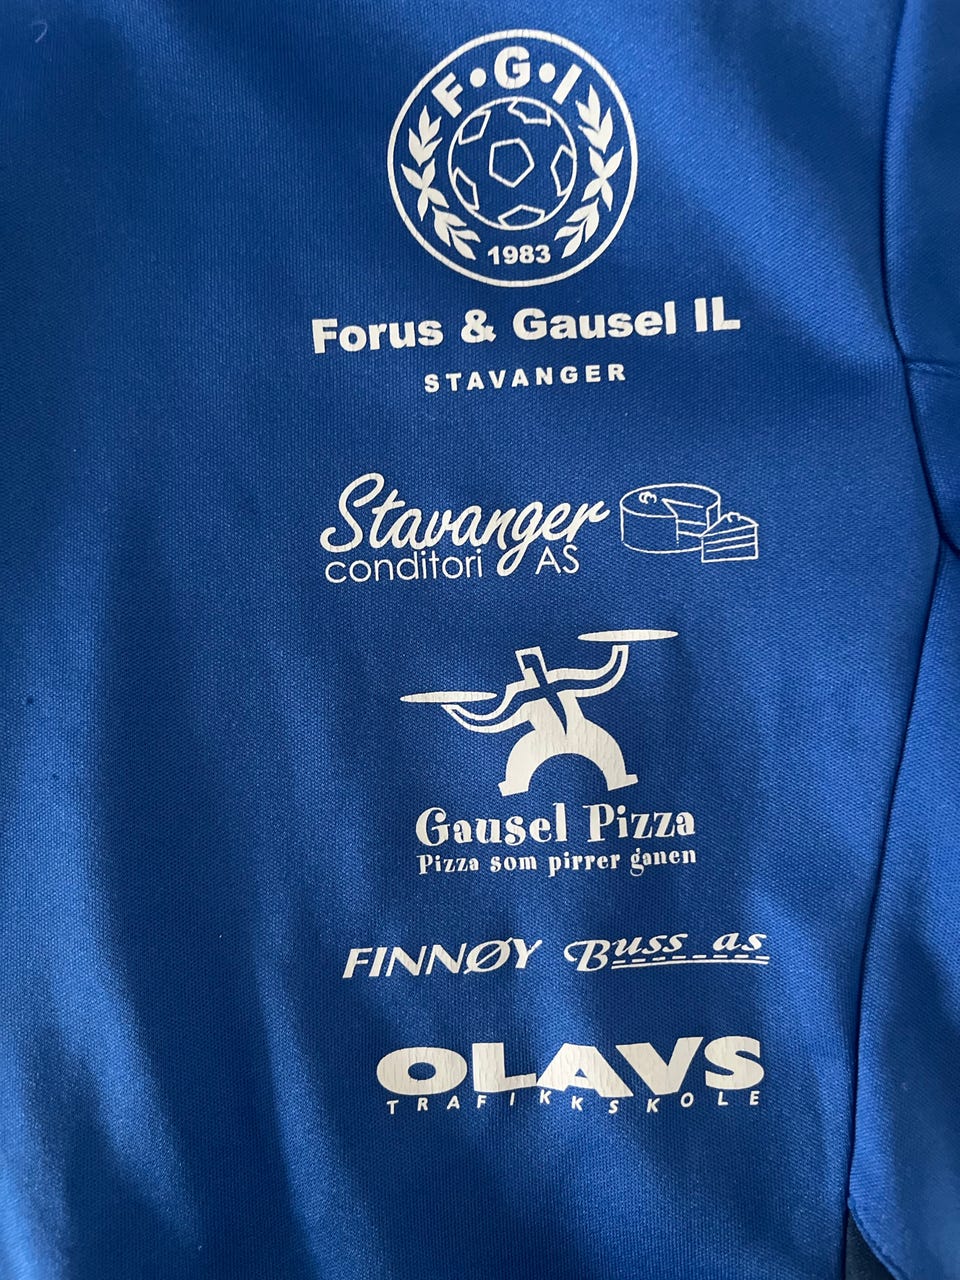 F•G•I
1983
Forus & Gausel IL
STAVANGER
Stavanger
conditori AS
Gausel Pizza
Pizza som pirrer ganen
FINNØY Buss as
OLAVS
TRAFIKKSKOLE